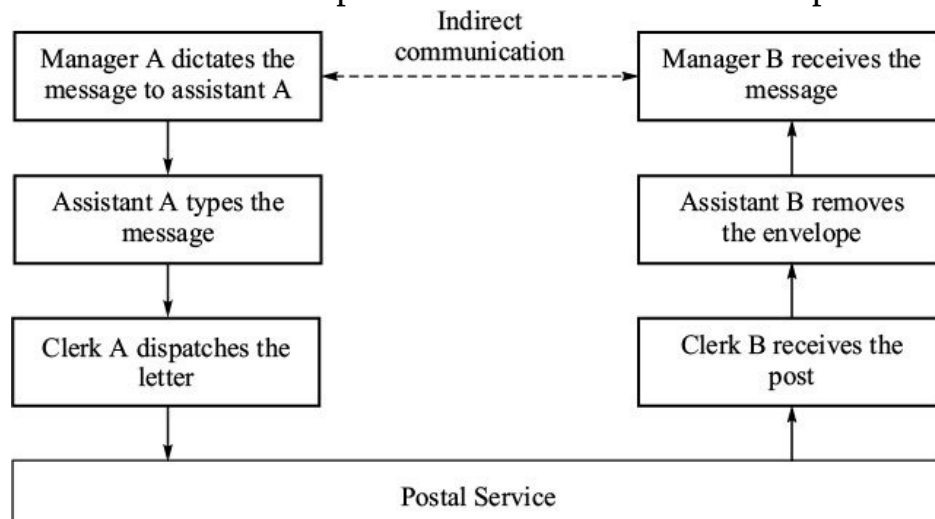 Indirect
communication
Manager A dictates the
message to assistant A
Manager B receives the
message
Assistant A types the
message
Assistant B removes
the envelope
Clerk A dispatches the
letter
Clerk B receives the
post
Postal Service